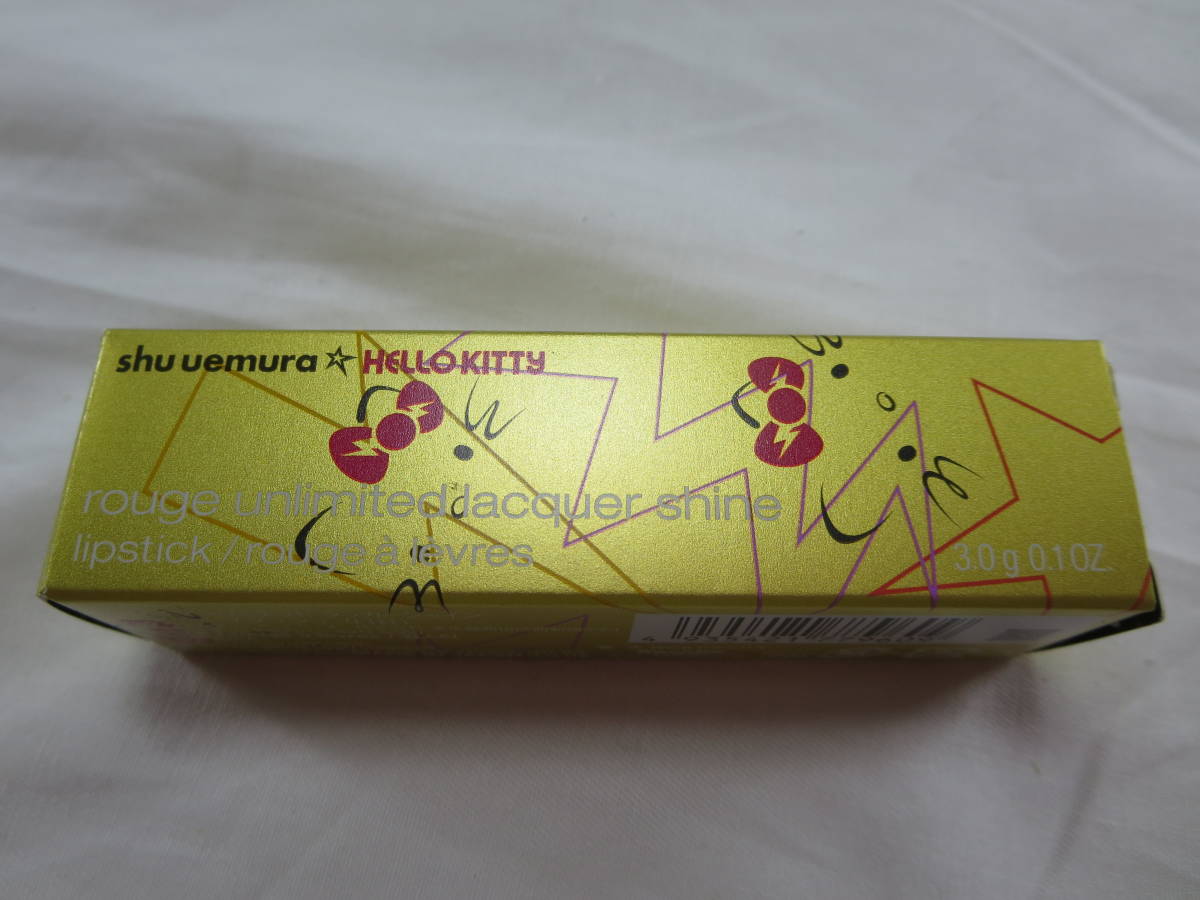 shu uemura ☆ HELLO KITTY
rouge unlimited lacquer shine
lipstick / rouge à lèvres
3.0 g 0.1 OZ.